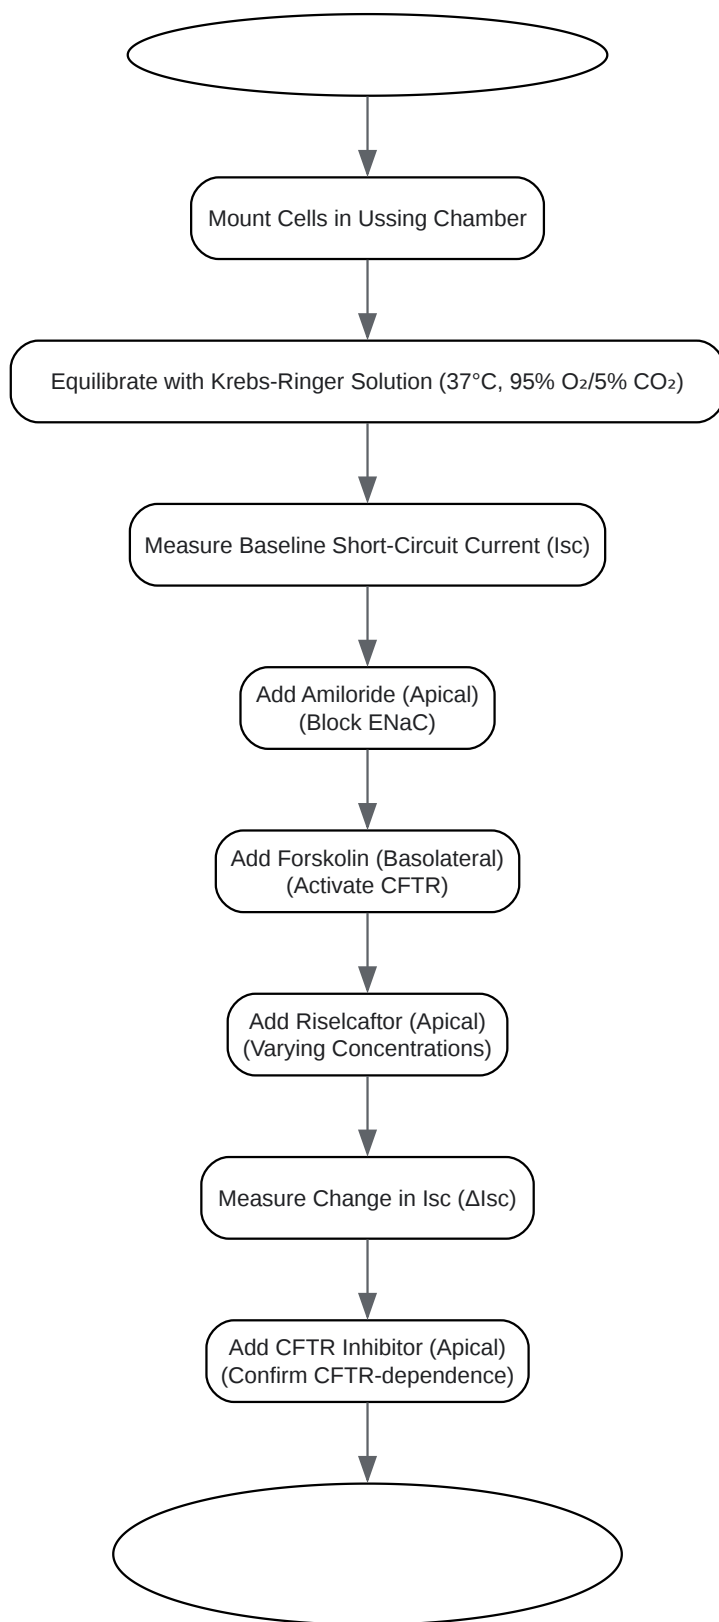 Mount Cells in Ussing Chamber
Equilibrate with Krebs-Ringer Solution (37°C, 95% O₂/5% CO₂)
Measure Baseline Short-Circuit Current (Isc)
Add Amiloride (Apical)
(Block ENaC)
Add Forskolin (Basolateral)
(Activate CFTR)
Add Riselcaftor (Apical)
(Varying Concentrations)
Measure Change in Isc (ΔIsc)
Add CFTR Inhibitor (Apical)
(Confirm CFTR-dependence)